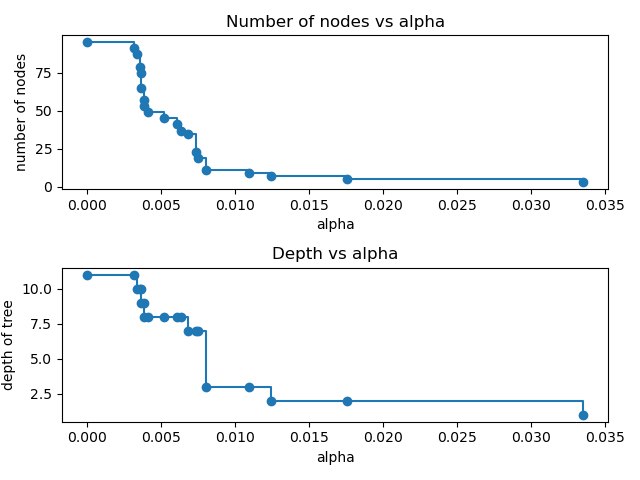 Number of nodes vs alpha
number of nodes
75
50
25
0
0.000 0.005 0.010 0.015 0.020 0.025 0.030 0.035
alpha
Depth vs alpha
depth of tree
10.0
7.5
5.0
2.5
0.000 0.005 0.010 0.015 0.020 0.025 0.030 0.035
alpha